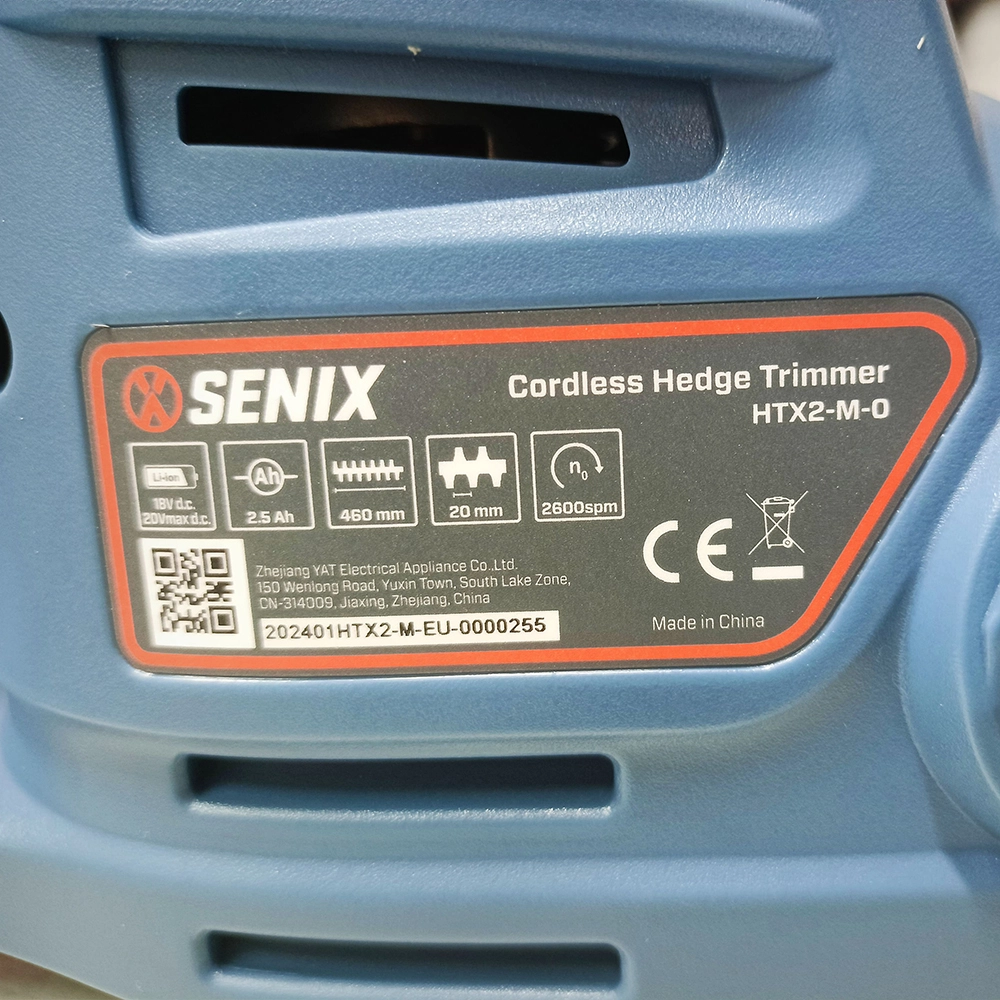 SENIX
Cordless Hedge Trimmer
HTX2-M-0
Li-ion
18V d.c.
20Vmax d.c.
Ah
2.5 Ah
460 mm
20 mm
n₀
2600spm
CE
Zhejiang YAT Electrical Appliance Co.,Ltd.
150 Wenlong Road, Yuxin Town, South Lake Zone,
CN-314009, Jiaxing, Zhejiang, China
202401HTX2-M-EU-0000255
Made in China